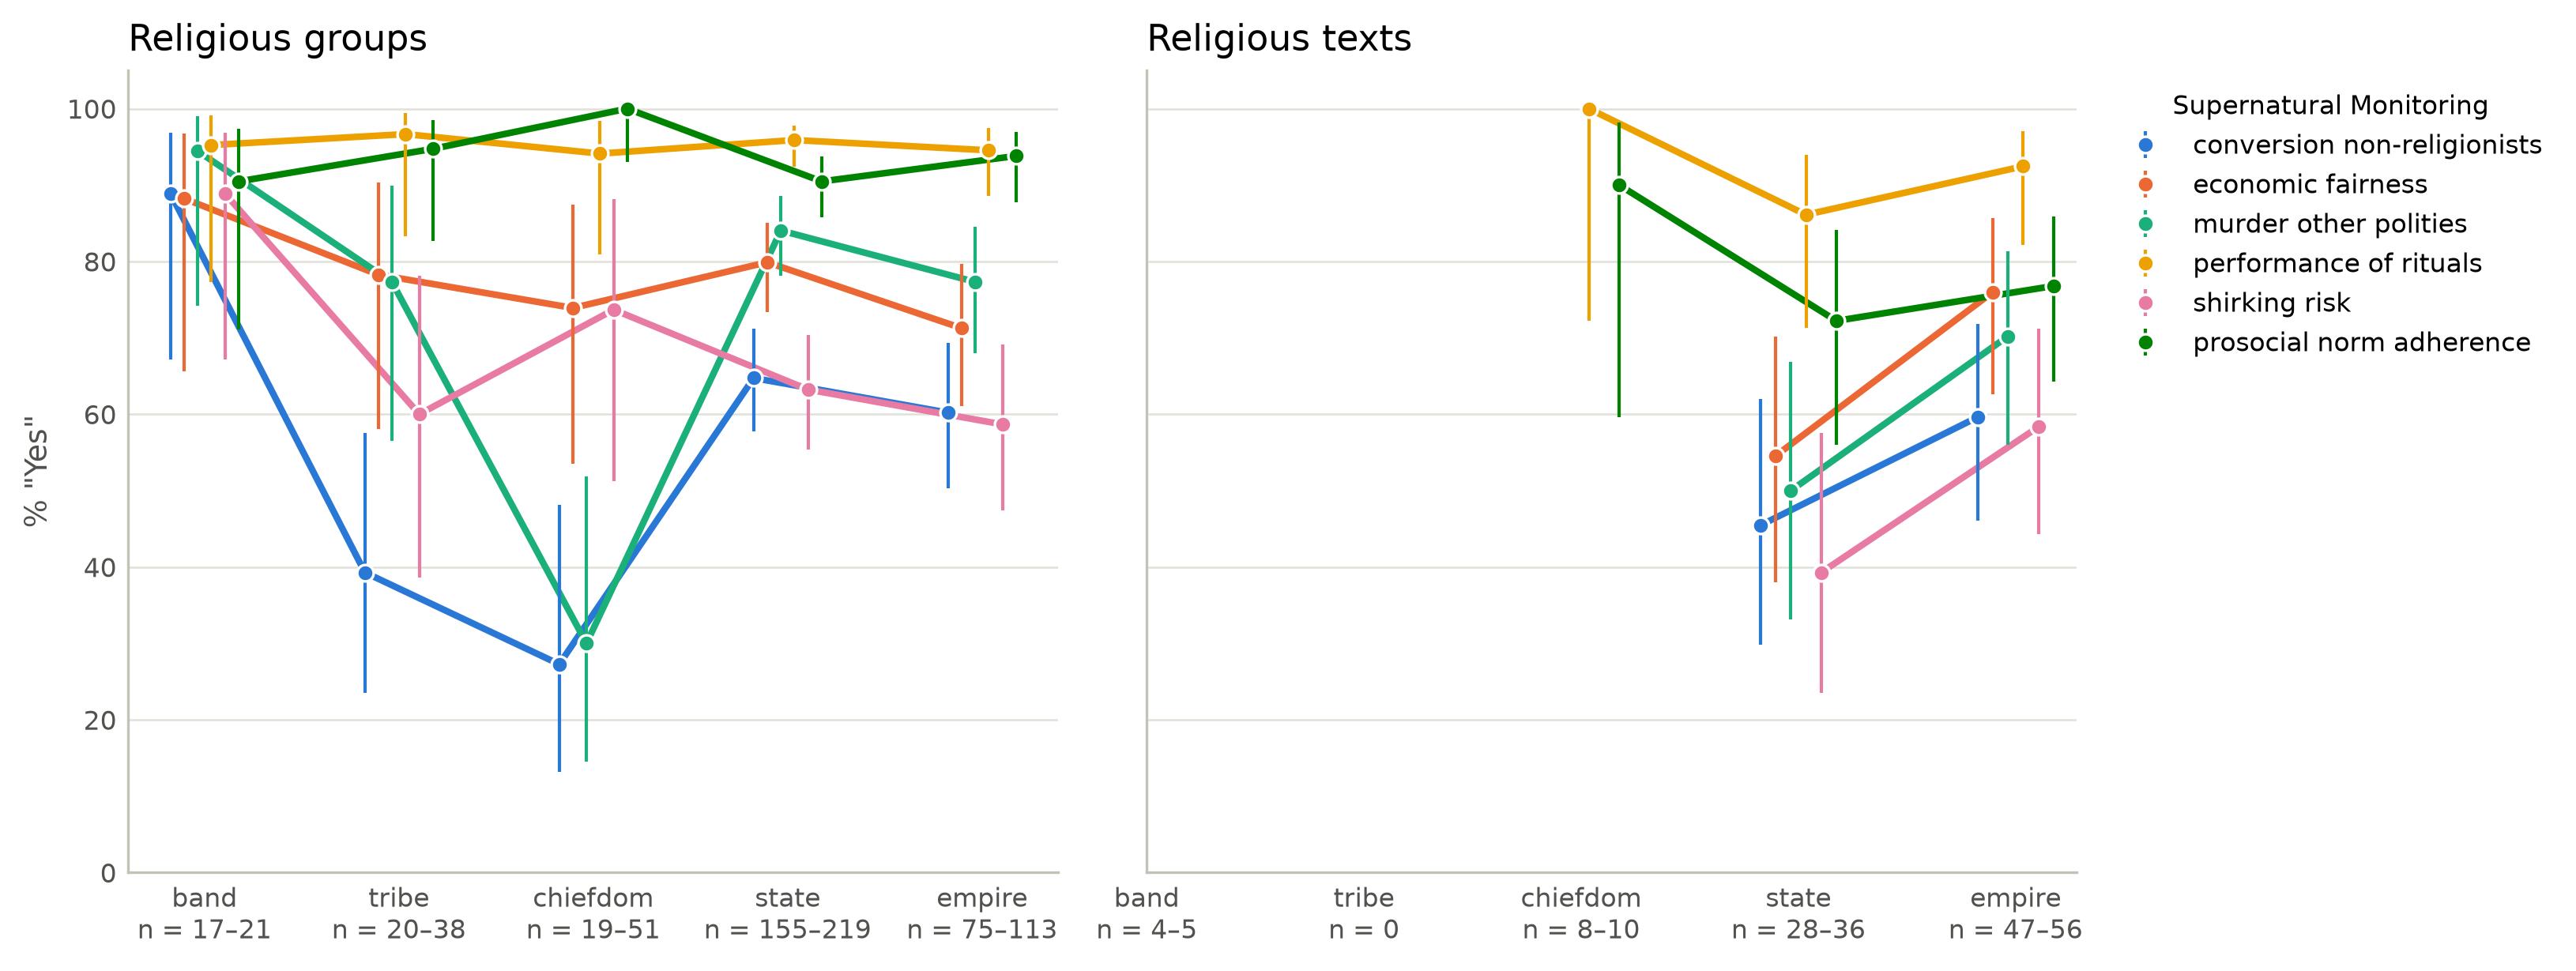 Religious groups
Religious texts
% "Yes"
100
80
60
40
20
0
band
n = 17–21
tribe
n = 20–38
chiefdom
n = 19–51
state
n = 155–219
empire
n = 75–113
band
n = 4–5
tribe
n = 0
chiefdom
n = 8–10
state
n = 28–36
empire
n = 47–56
Supernatural Monitoring
conversion non-religionists
economic fairness
murder other polities
performance of rituals
shirking risk
prosocial norm adherence